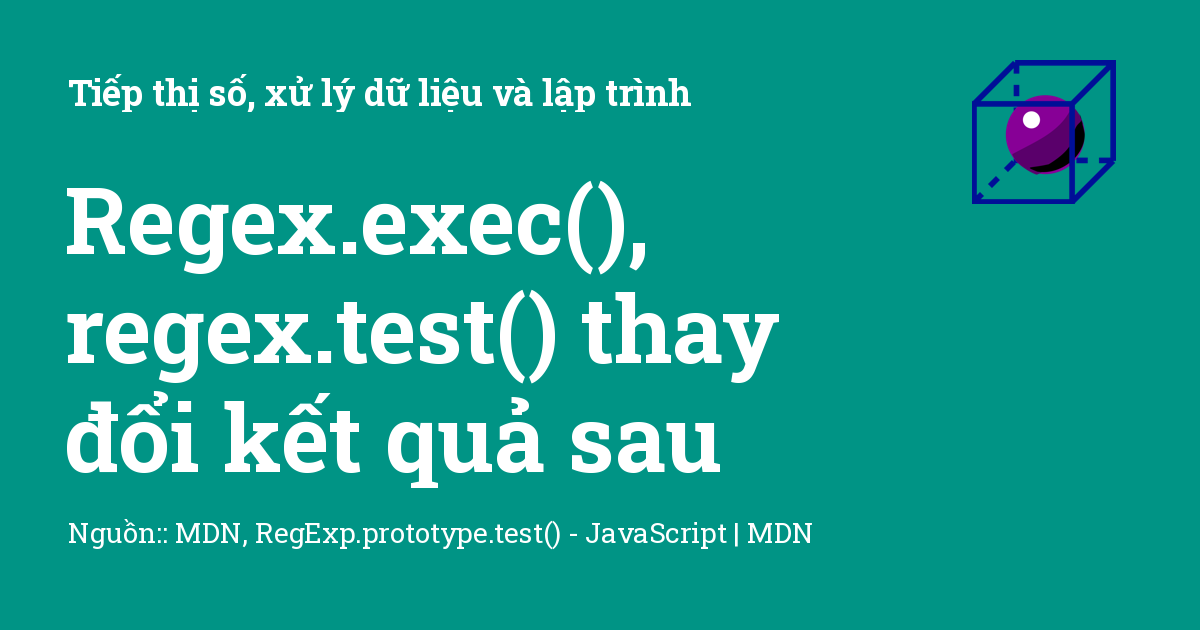 Tiếp thị số, xử lý dữ liệu và lập trình
Regex.exec(),
regex.test() thay
đổi kết quả sau
Nguồn:: MDN, RegExp.prototype.test() - JavaScript | MDN